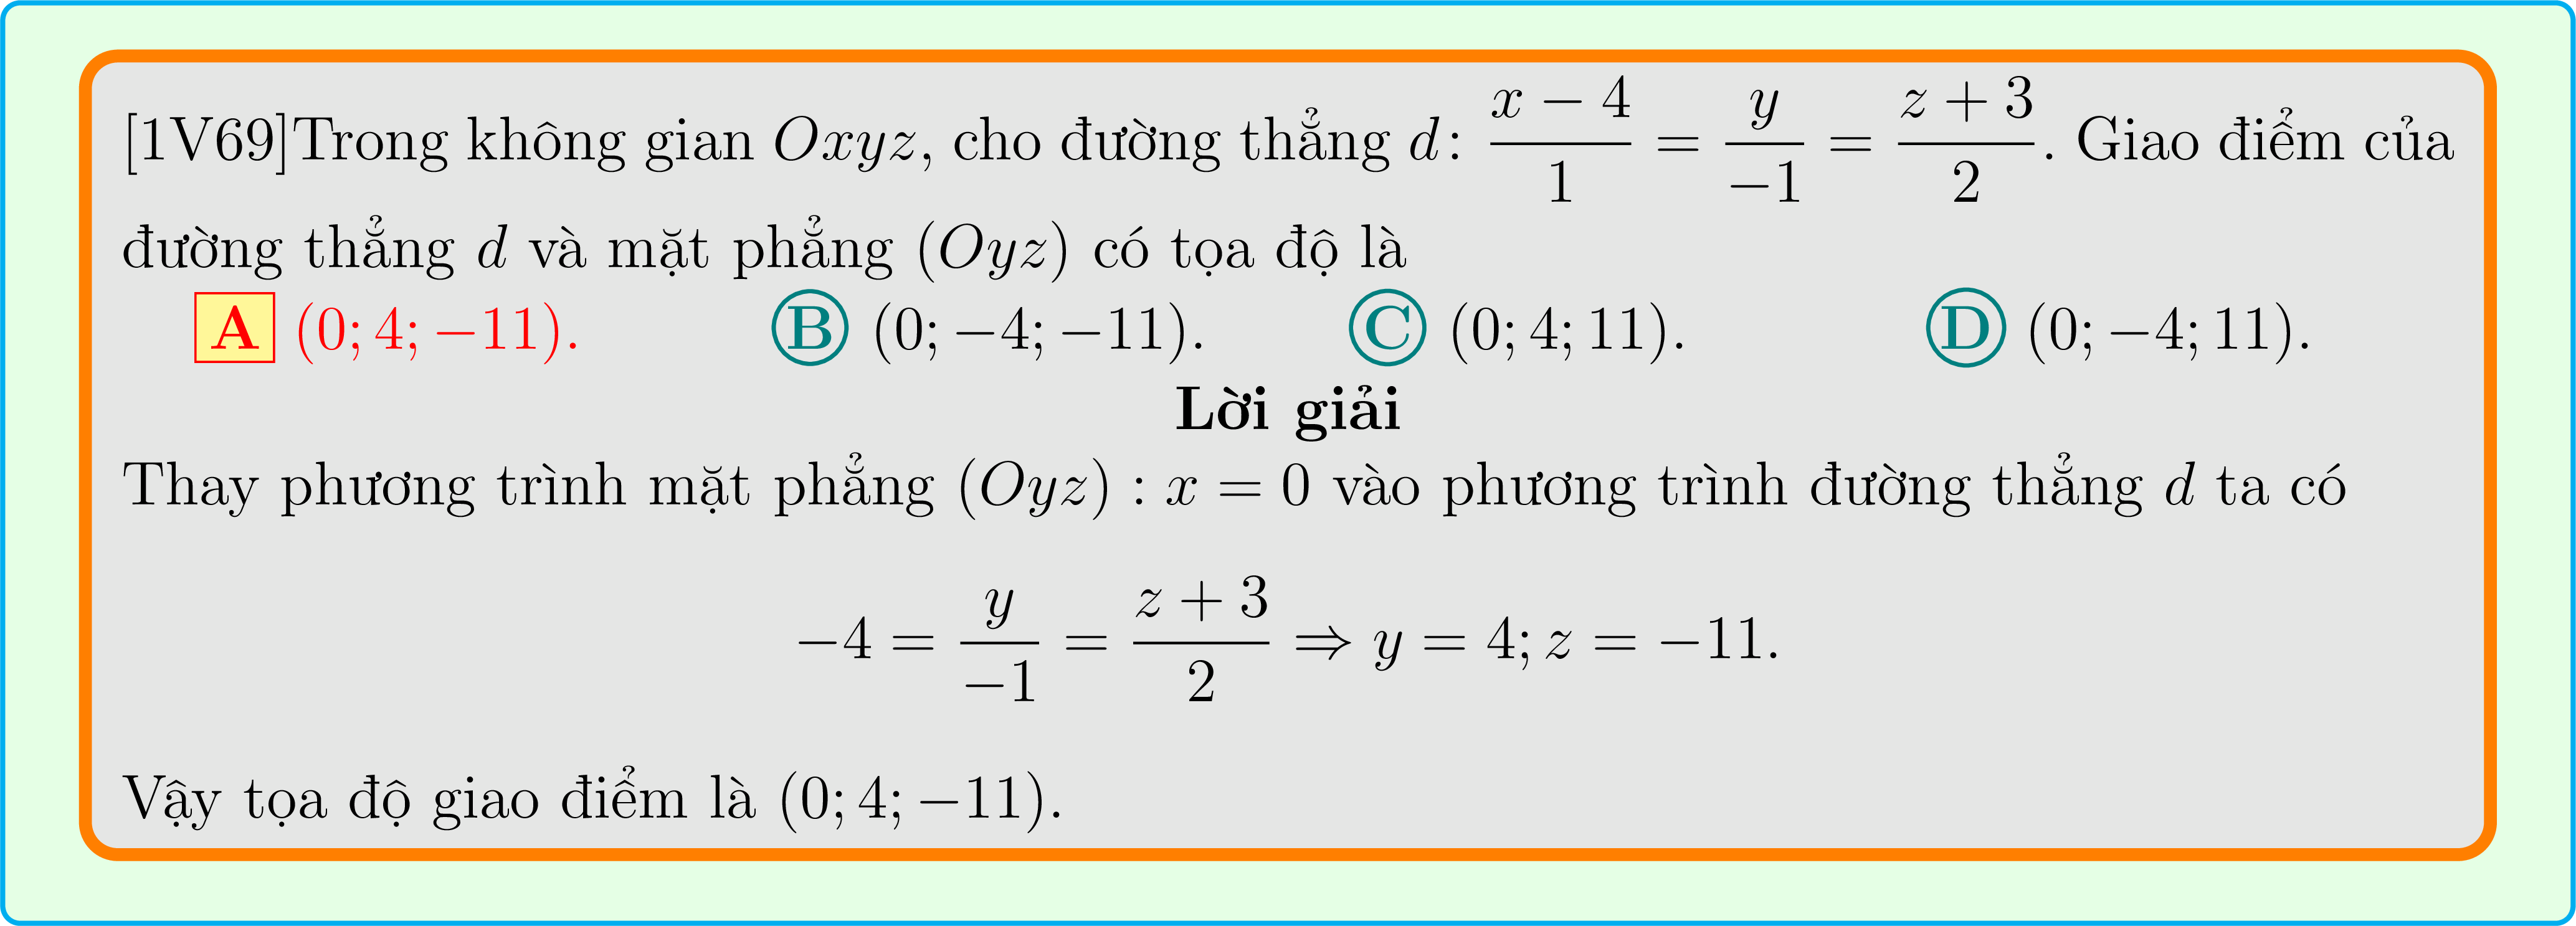 [1V69]Trong không gian Oxyz, cho đường thẳng d: \frac{x-4}{1} = \frac{y}{-1} = \frac{z+3}{2}. Giao điểm của
đường thẳng d và mặt phẳng (Oyz) có tọa độ là
A (0; 4; −11). B (0; −4; −11). C (0; 4; 11). D (0; −4; 11).
Lời giải
Thay phương trình mặt phẳng (Oyz) : x = 0 vào phương trình đường thẳng d ta có
−4 = \frac{y}{-1} = \frac{z+3}{2} ⇒ y = 4; z = −11.
Vậy tọa độ giao điểm là (0; 4; −11).